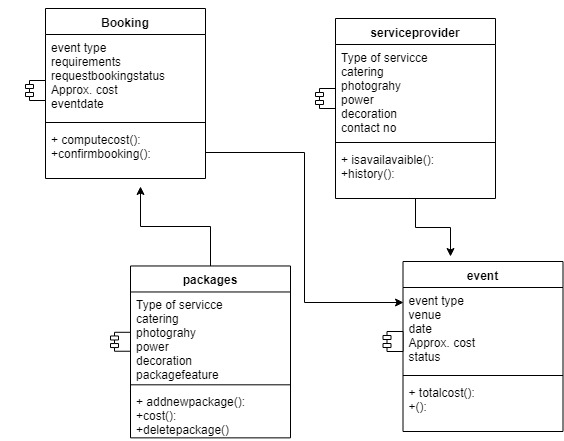 Booking
event type
requirements
requestbookingstatus
Approx. cost
eventdate
+ computecost():
+confirmbooking():
serviceprovider
Type of servicce
catering
photograhy
power
decoration
contact no
+ isavailavaible():
+history():
packages
Type of servicce
catering
photograhy
power
decoration
packagefeature
+ addnewpackage():
+cost():
+deletepackage()
event
event type
venue
date
Approx. cost
status
+ totalcost():
+():